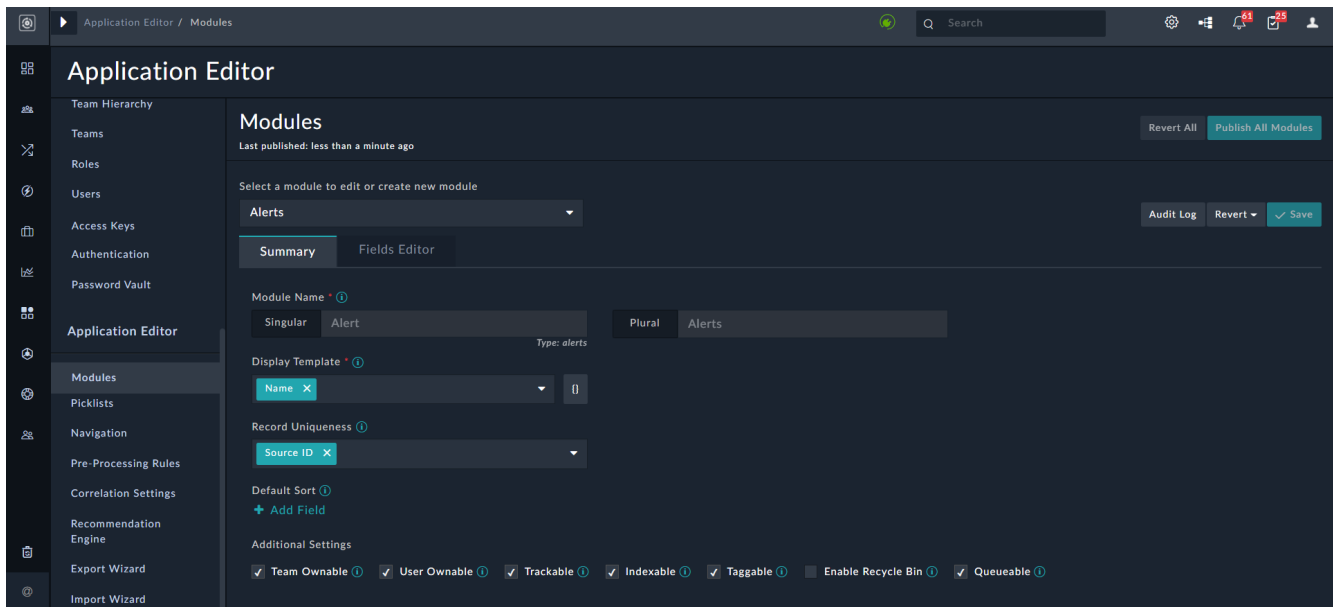 Application Editor / Modules
Search
61
25
Application Editor
Team Hierarchy
Teams
Roles
Users
Access Keys
Authentication
Password Vault
Application Editor
Modules
Picklists
Navigation
Pre-Processing Rules
Correlation Settings
Recommendation
Engine
Export Wizard
Import Wizard
Modules
Last published: less than a minute ago
Revert All
Publish All Modules
Select a module to edit or create new module
Alerts
Audit Log
Revert
Save
Summary
Fields Editor
Module Name *
Singular
Alert
Plural
Alerts
Type: alerts
Display Template *
Name
{}
Record Uniqueness
Source ID
Default Sort
+ Add Field
Additional Settings
Team Ownable
User Ownable
Trackable
Indexable
Taggable
Enable Recycle Bin
Queueable
@